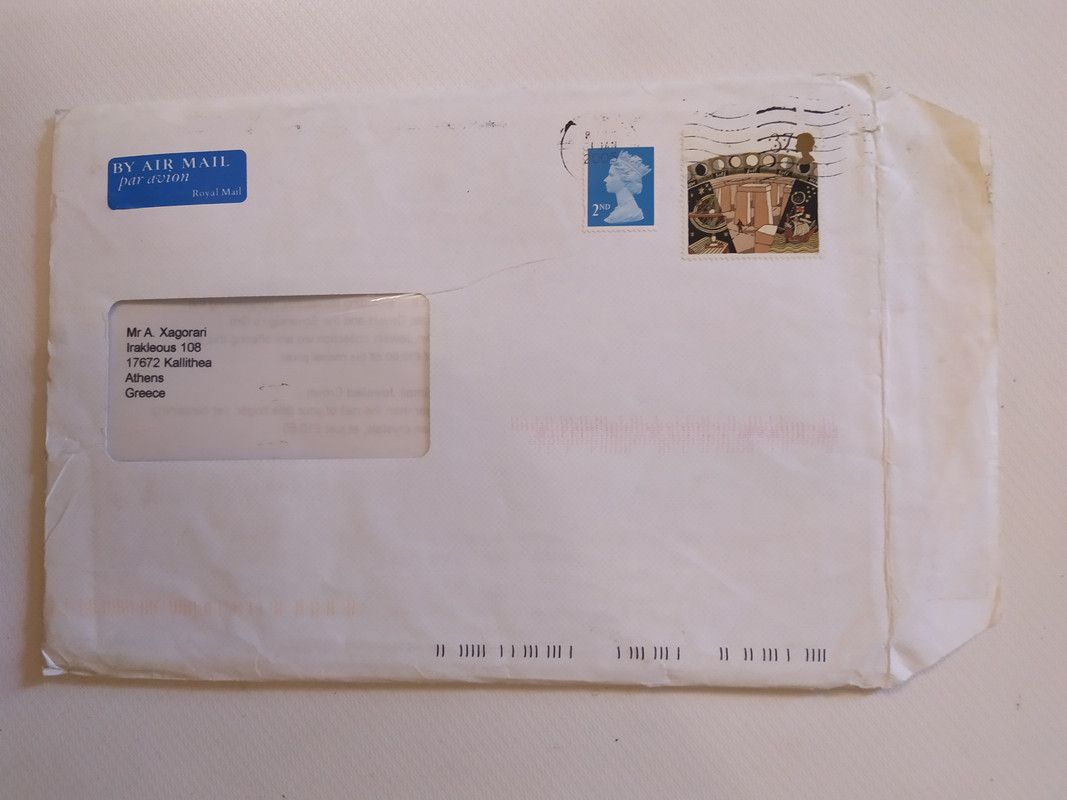 BY AIR MAIL
par avion
Royal Mail
2ND
37
Mr A. Xagorari
Irakleous 108
17672 Kallithea
Athens
Greece